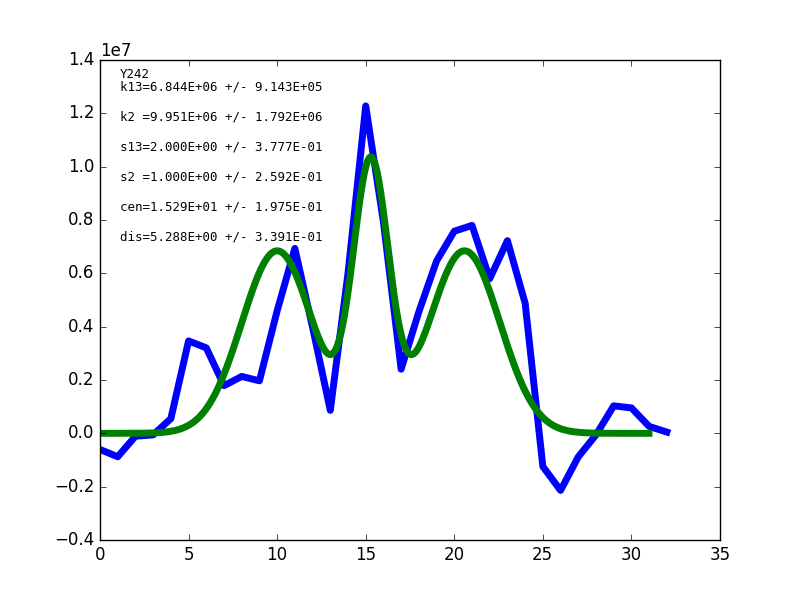 1e7
Y242
k13=6.844E+06 +/- 9.143E+05
k2 =9.951E+06 +/- 1.792E+06
s13=2.000E+00 +/- 3.777E-01
s2 =1.000E+00 +/- 2.592E-01
cen=1.529E+01 +/- 1.975E-01
dis=5.288E+00 +/- 3.391E-01
1.4
1.2
1.0
0.8
0.6
0.4
0.2
0.0
−0.2
−0.4
0 5 10 15 20 25 30 35